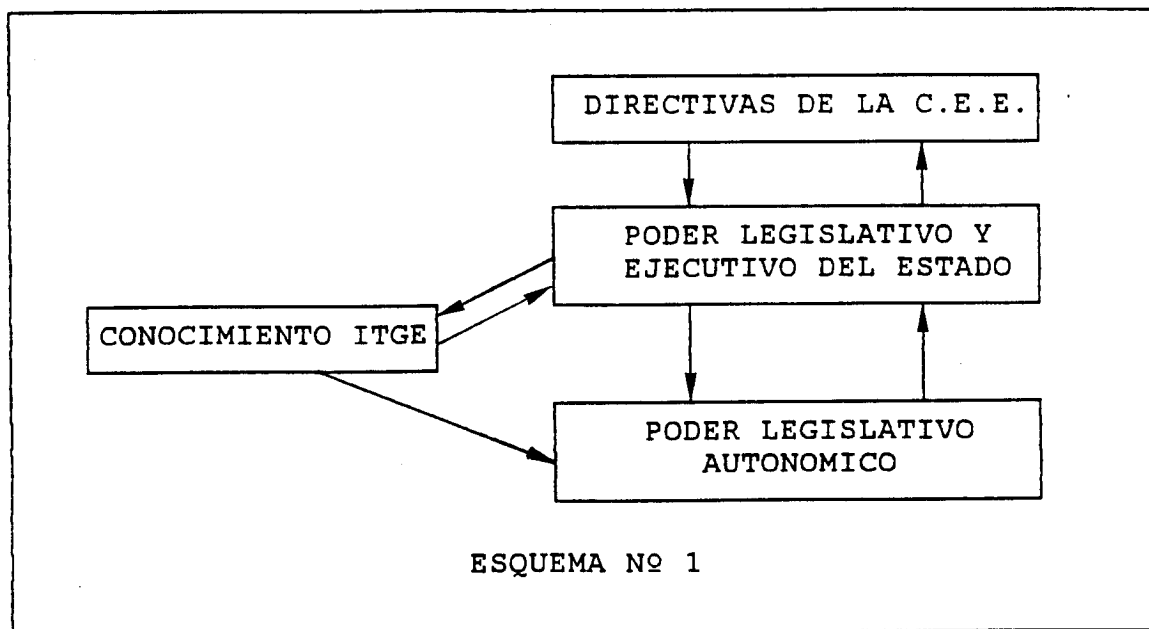 DIRECTIVAS DE LA C.E.E.
PODER LEGISLATIVO Y
EJECUTIVO DEL ESTADO
CONOCIMIENTO ITGE
PODER LEGISLATIVO
AUTONOMICO
ESQUEMA Nº 1